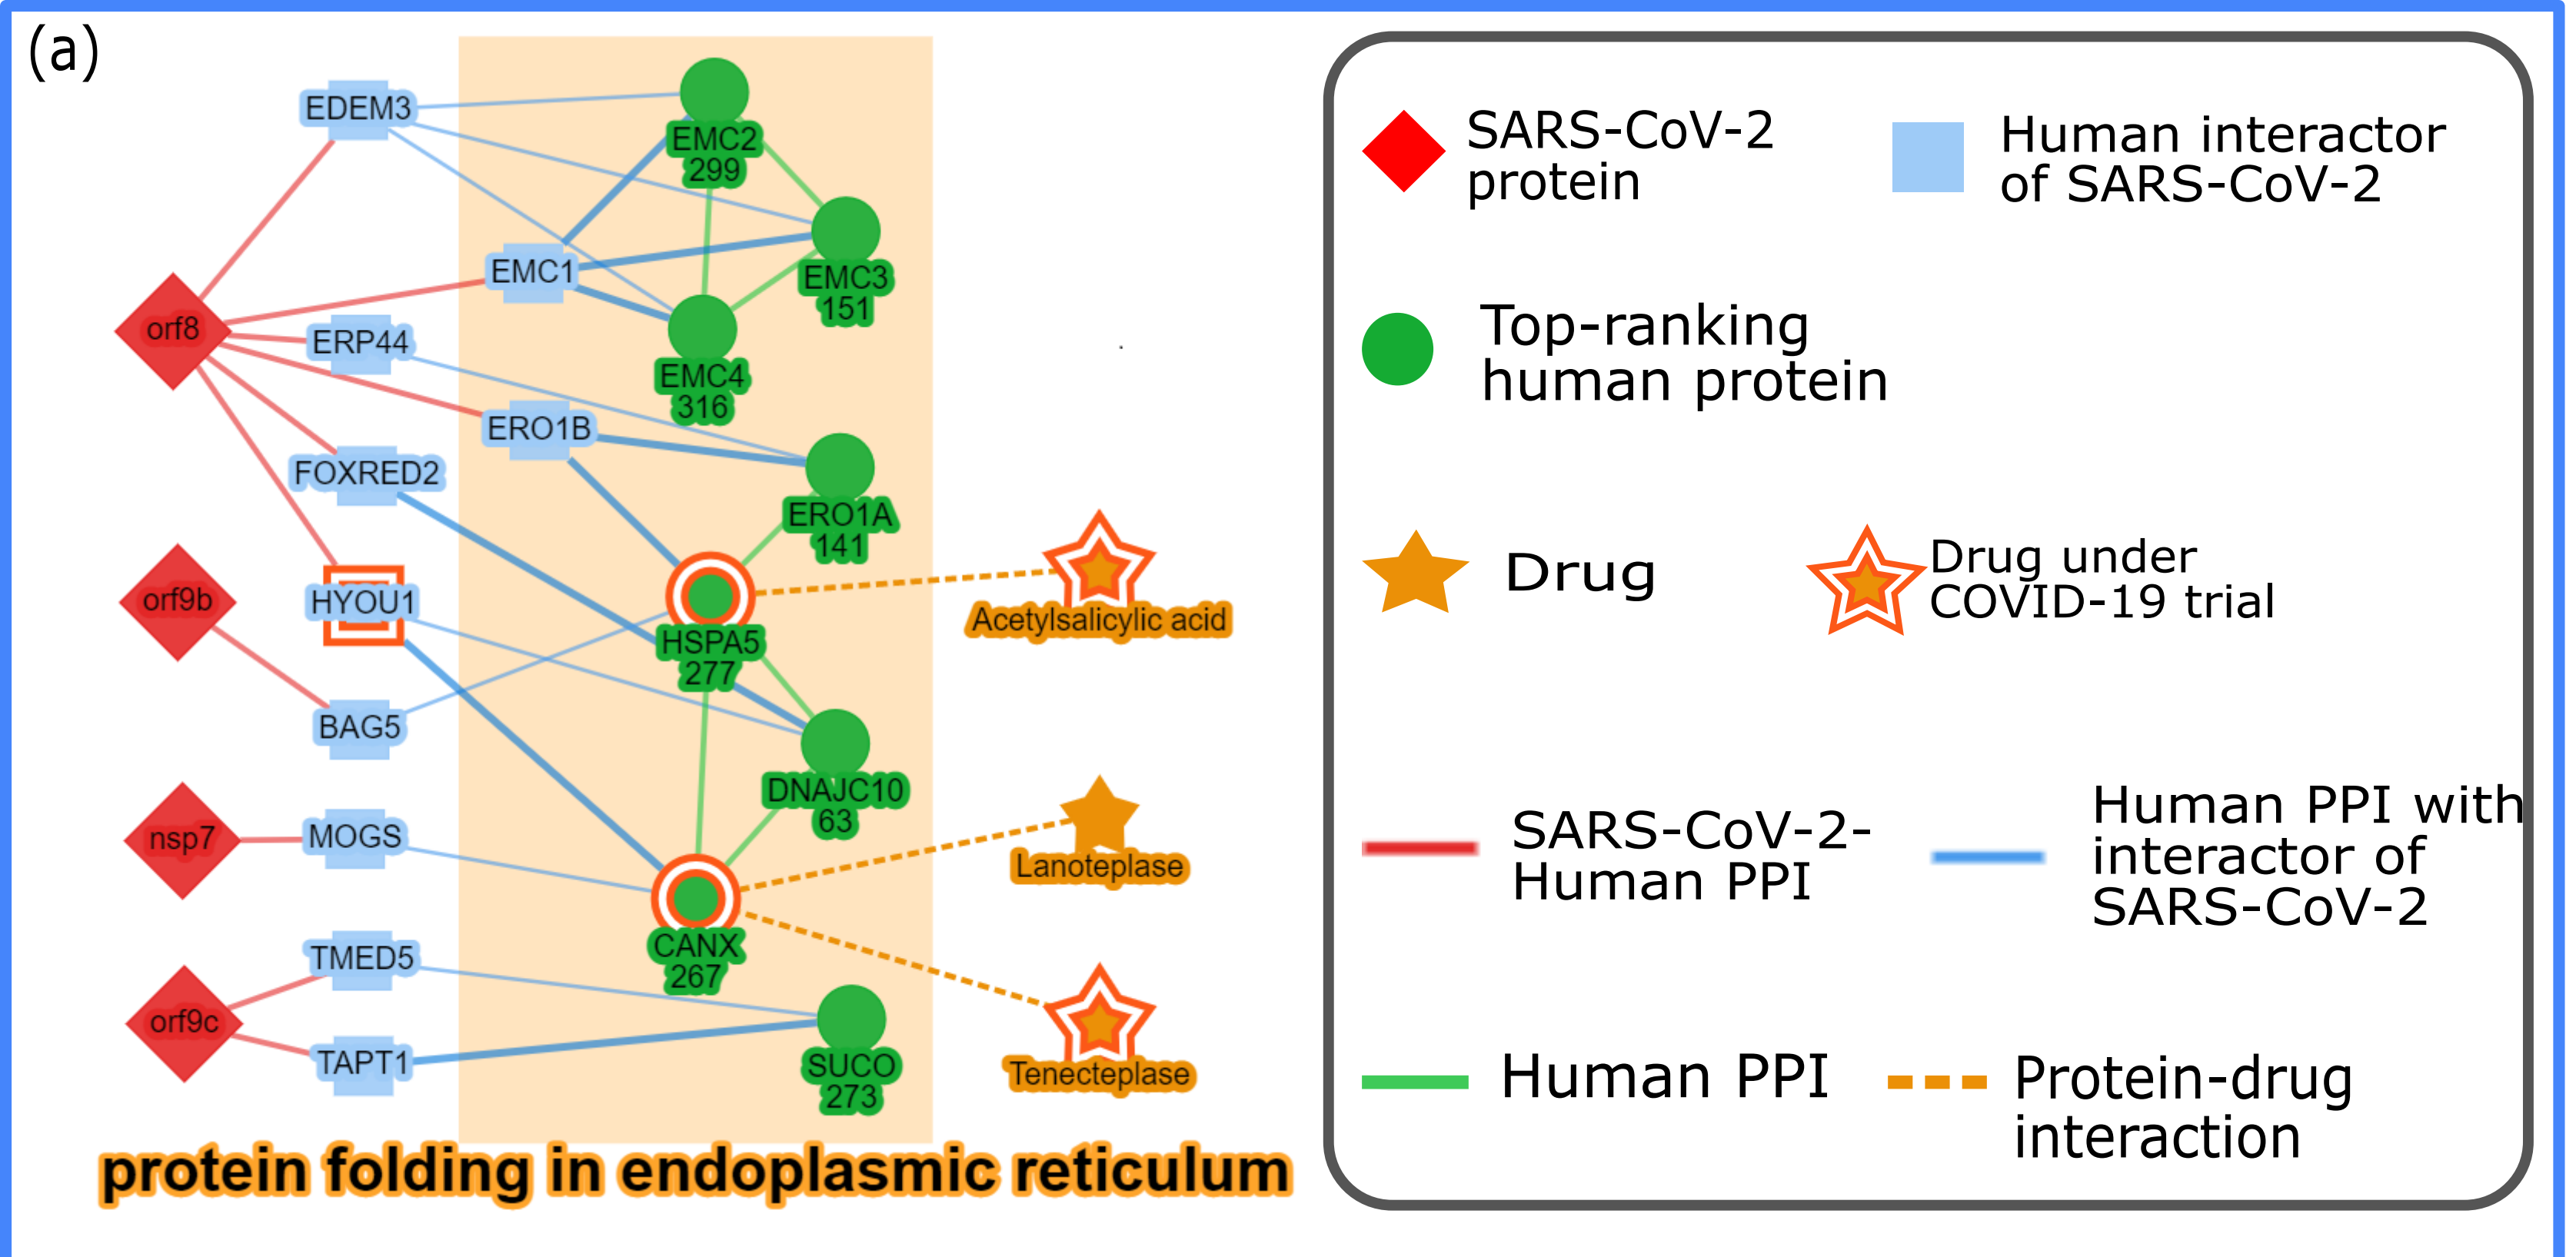 (a)
EDEM3
EMC2
299
EMC1
EMC3
151
orf8
ERP44
EMC4
316
ERO1B
FOXRED2
ERO1A
141
orf9b
HYOU1
HSPA5
277
Acetylsalicylic acid
BAG5
DNAJC10
63
nsp7
MOGS
Lanoteplase
TMED5
CANX
267
orf9c
TAPT1
SUCO
273
Tenecteplase
protein folding in endoplasmic reticulum
SARS-CoV-2
protein
Human interactor
of SARS-CoV-2
Top-ranking
human protein
Drug
Drug under
COVID-19 trial
SARS-CoV-2-
Human PPI
Human PPI with
interactor of
SARS-CoV-2
Human PPI
Protein-drug
interaction